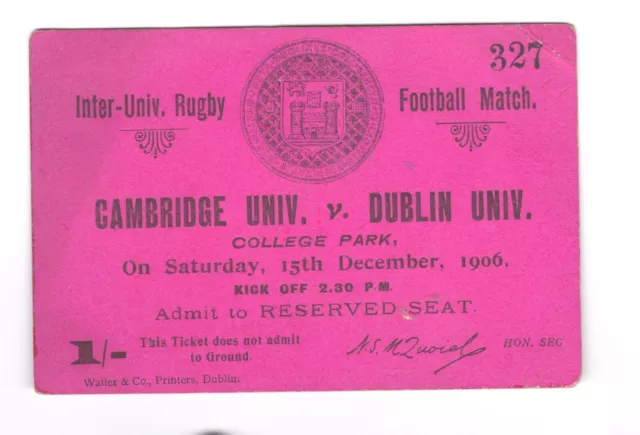 327
Inter-Univ. Rugby Football Match.
CAMBRIDGE UNIV. v. DUBLIN UNIV.
COLLEGE PARK,
On Saturday, 15th December, 1906.
KICK OFF 2.30 P.M.
Admit to RESERVED SEAT.
1/- This Ticket does not admit
to Ground.
HON. SEC
Waller & Co., Printers, Dublin.